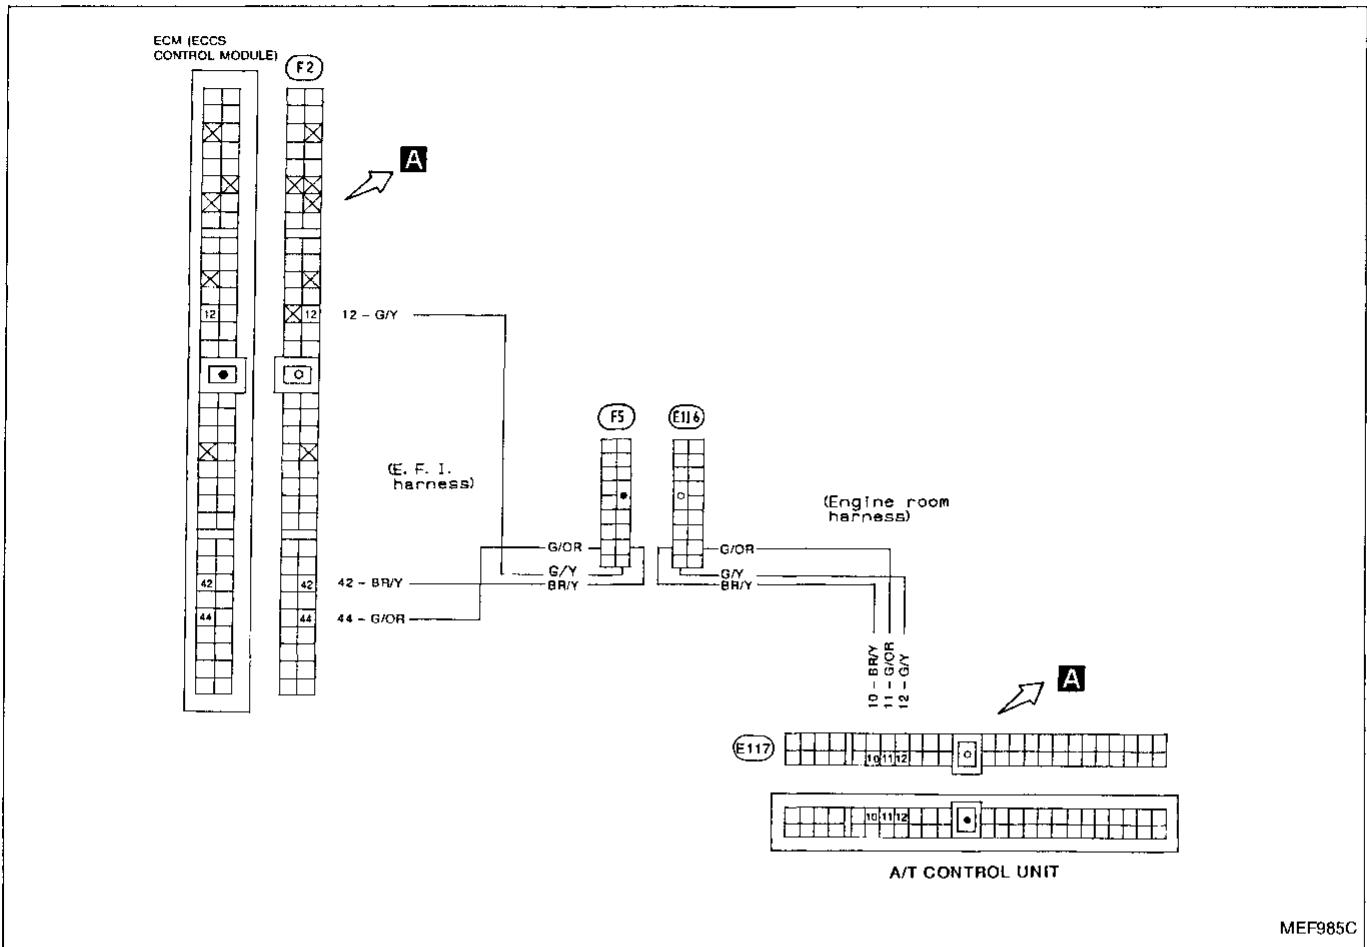 ECM (ECCS
CONTROL MODULE)
F2
A
12
12
12 – G/Y
F5
E116
(E. F. I.
harness)
(Engine room
harness)
G/OR
G/OR
G/Y
G/Y
42
42
42 – BR/Y
BR/Y
BR/Y
44
44
44 – G/OR
10 – BR/Y
11 – G/OR
12 – G/Y
A
E117
10 11 12
10 11 12
A/T CONTROL UNIT
MEF985C